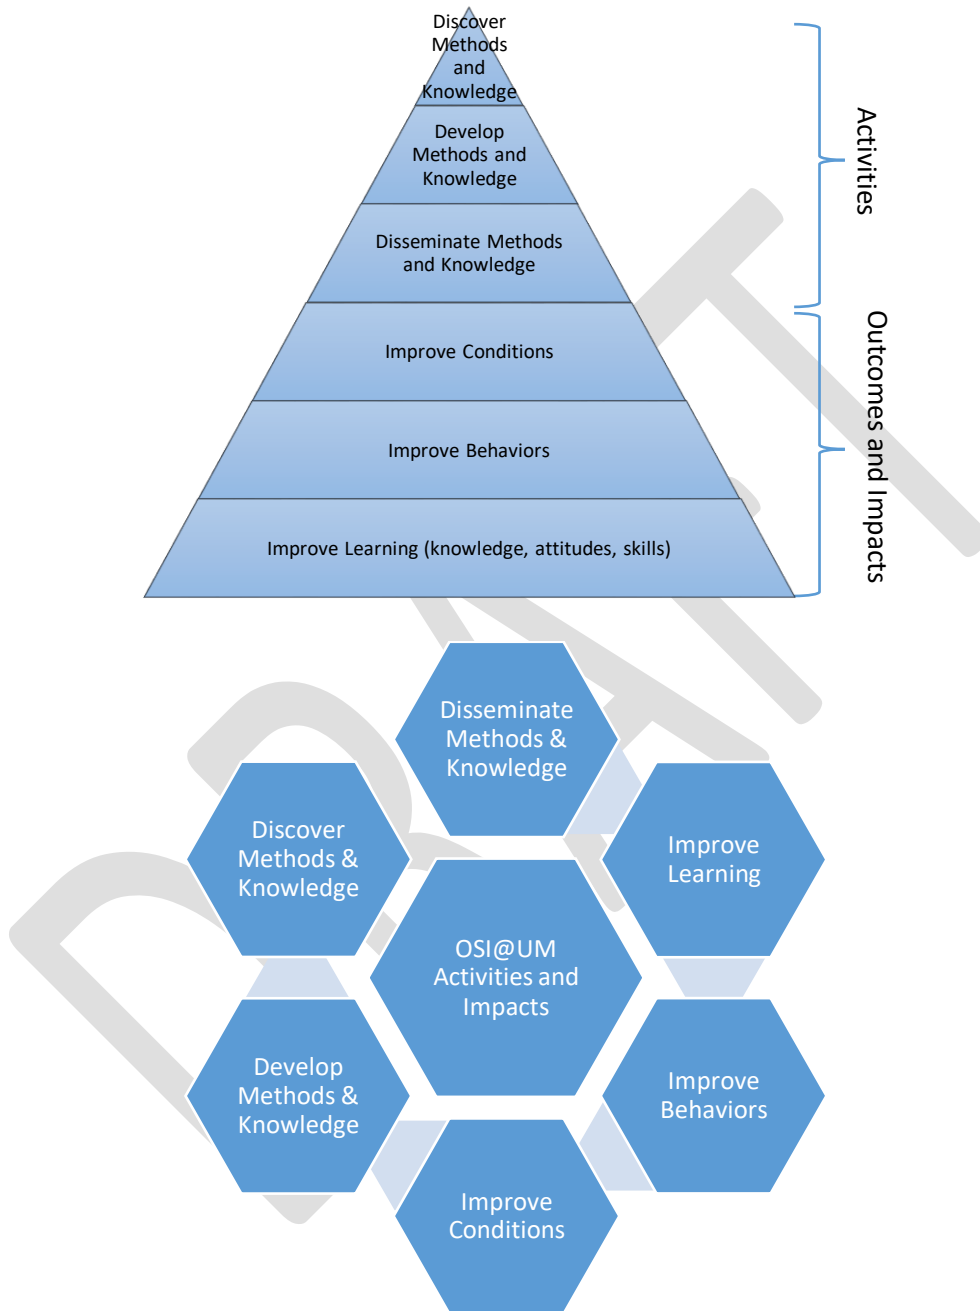 Discover
Methods
and
Knowledge
Develop
Methods and
Knowledge
Disseminate Methods
and Knowledge
Improve Conditions
Improve Behaviors
Improve Learning (knowledge, attitudes, skills)
Activities
Outcomes and Impacts
DRAFT
Disseminate
Methods &
Knowledge
Improve
Learning
Improve
Behaviors
Improve
Conditions
Develop
Methods &
Knowledge
Discover
Methods &
Knowledge
OSI@UM
Activities and
Impacts